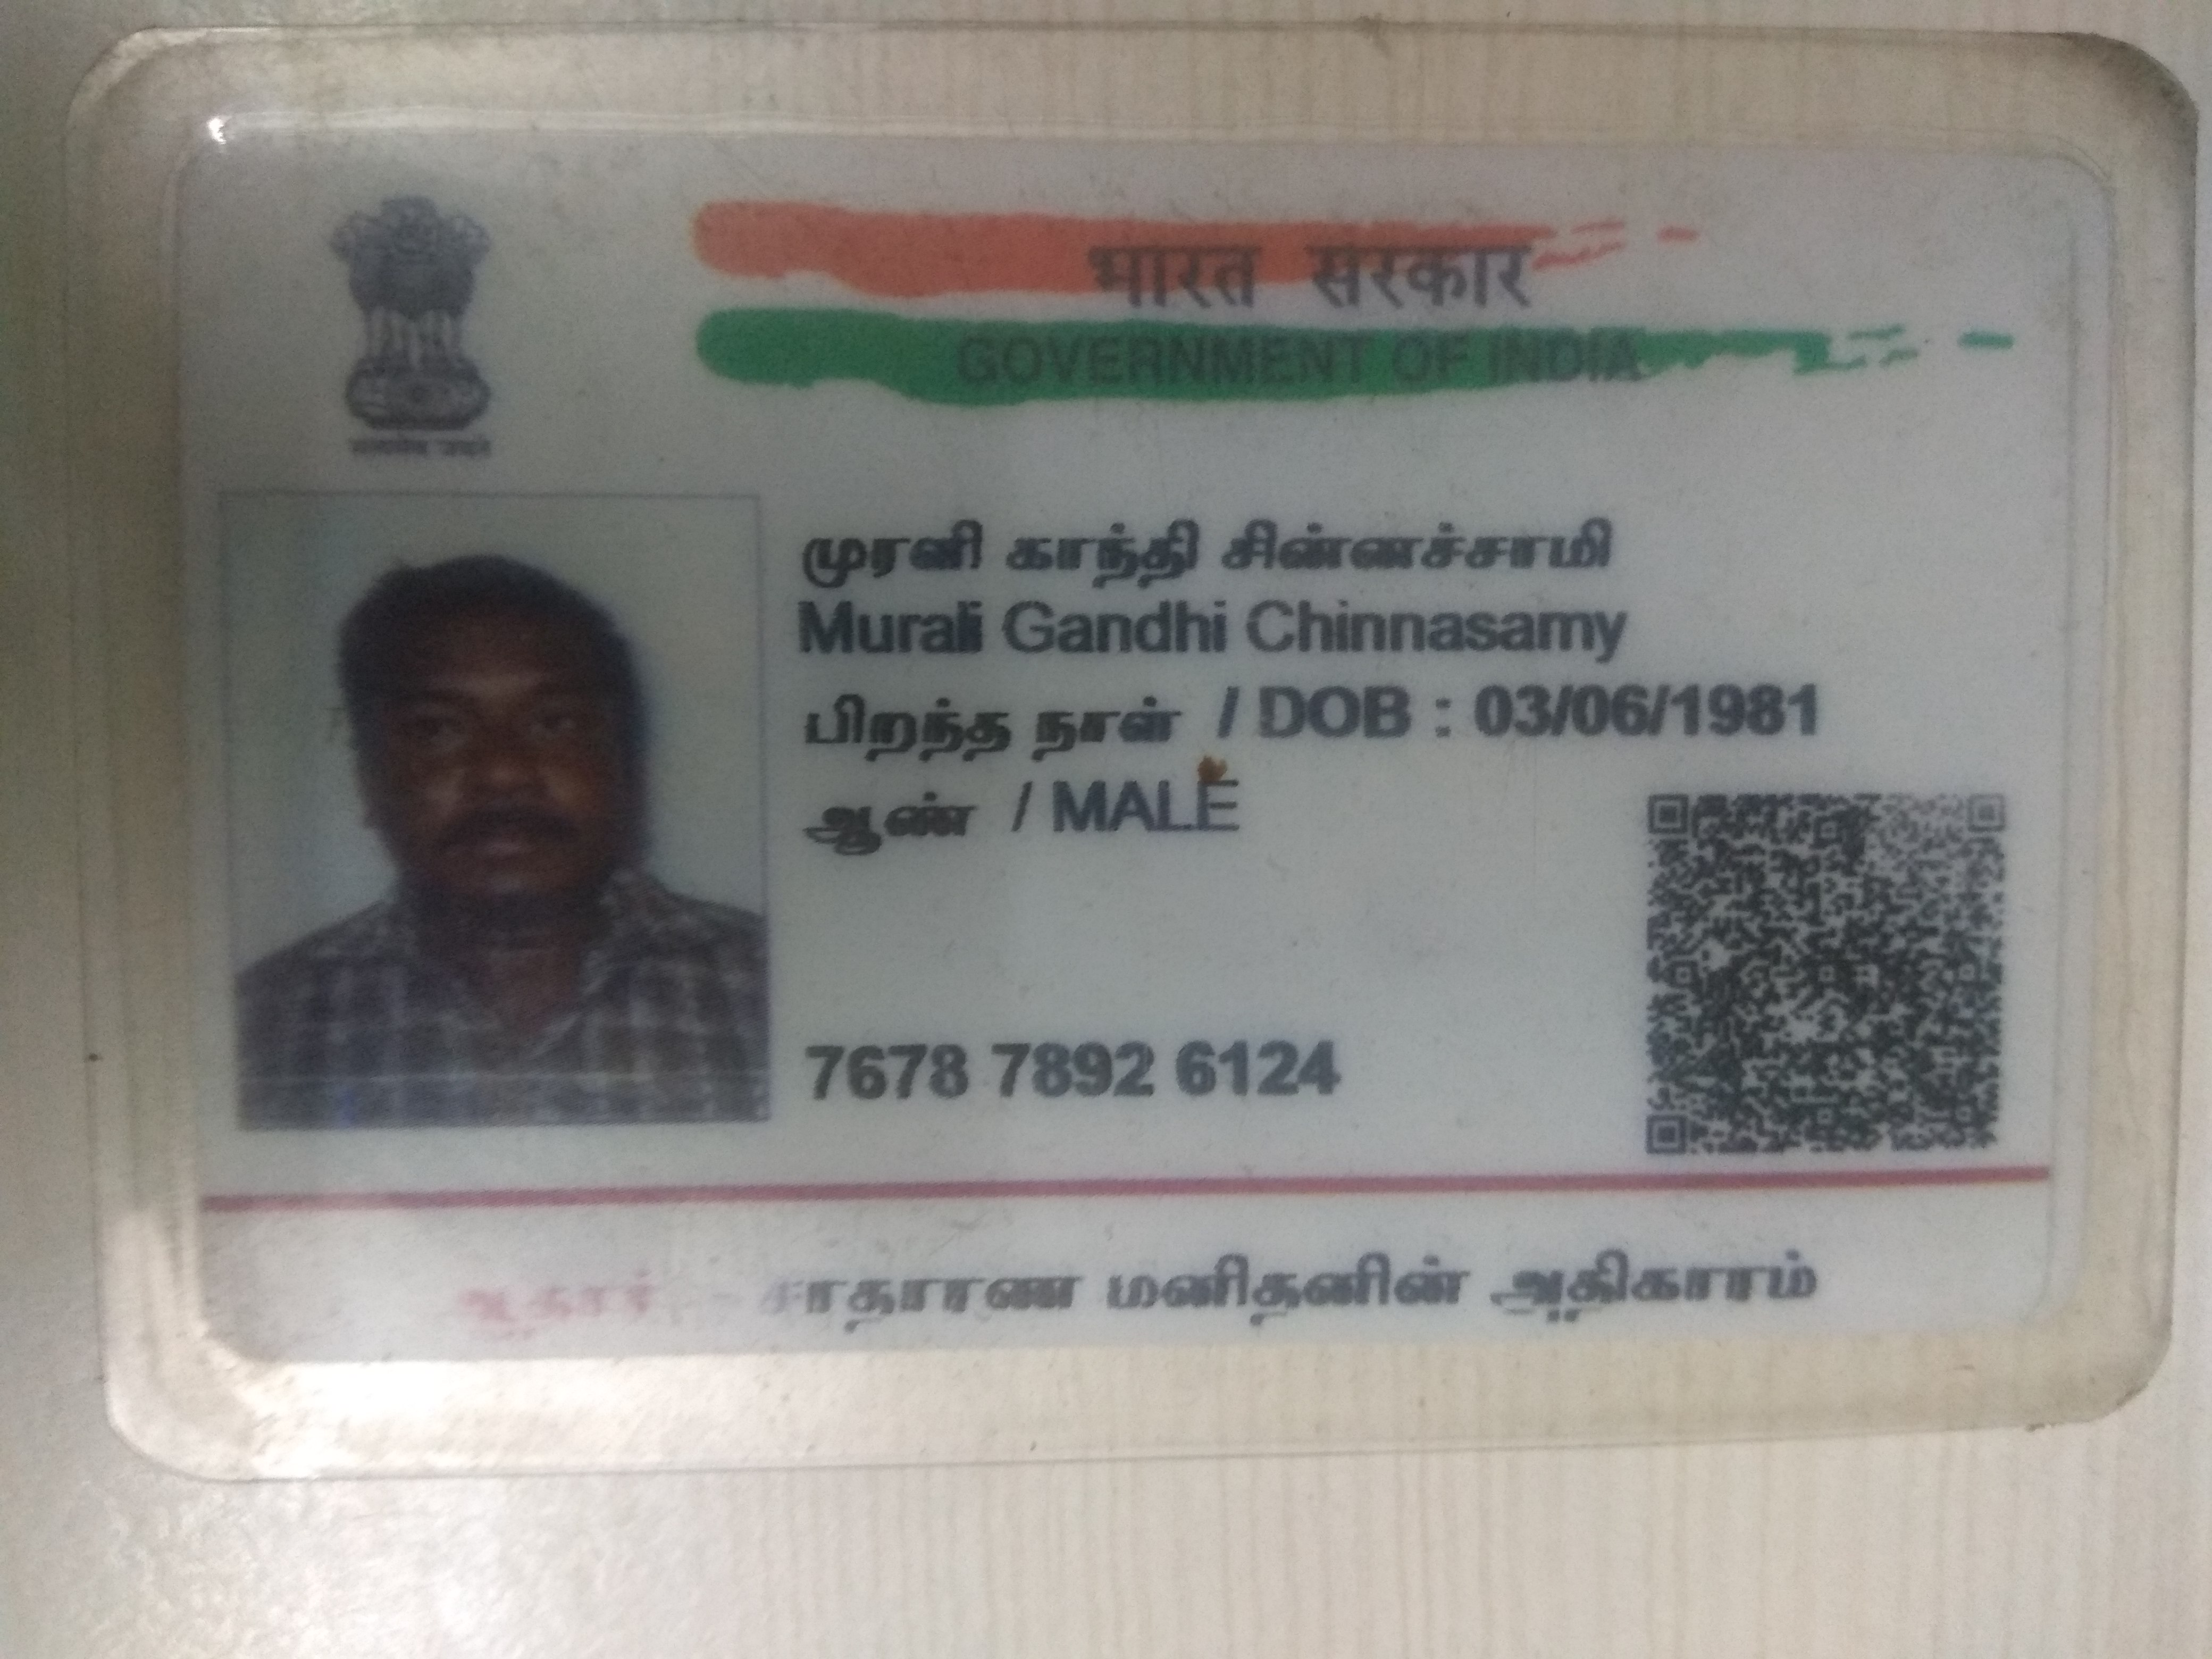 भारत सरकार
GOVERNMENT OF INDIA
முரளி காந்தி சின்னச்சாமி
Murali Gandhi Chinnasamy
பிறந்த நாள் / DOB : 03/06/1981
ஆண் / MALE
7678 7892 6124
ஆதார் - சாதாரண மனிதனின் அதிகாரம்